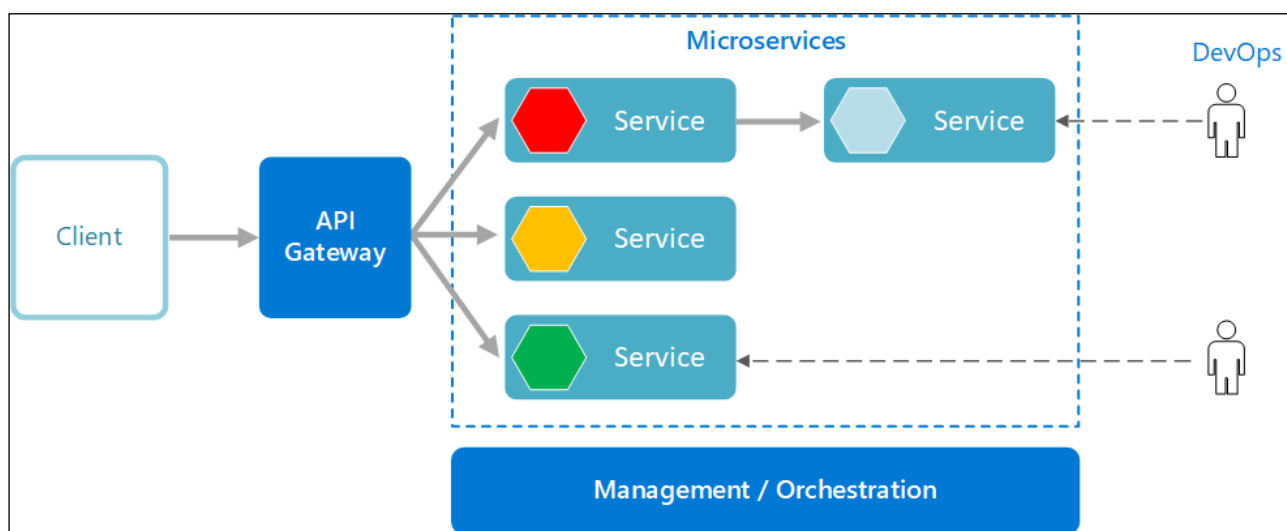 Microservices
DevOps
Service
Service
Client
API
Gateway
Service
Service
Management / Orchestration